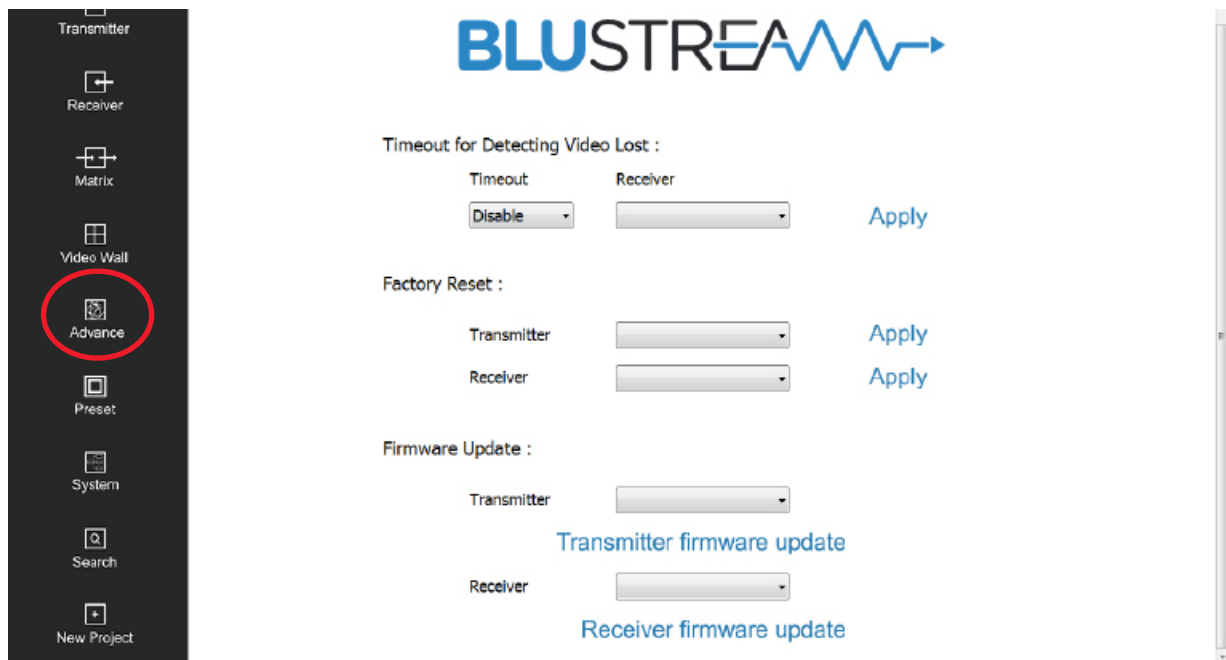 Transmitter
Receiver
Matrix
Video Wall
Advance
Preset
System
Search
New Project
BLUSTREAM
Timeout for Detecting Video Lost :
Timeout Receiver
Disable Apply
Factory Reset :
Transmitter Apply
Receiver Apply
Firmware Update :
Transmitter
Transmitter firmware update
Receiver
Receiver firmware update